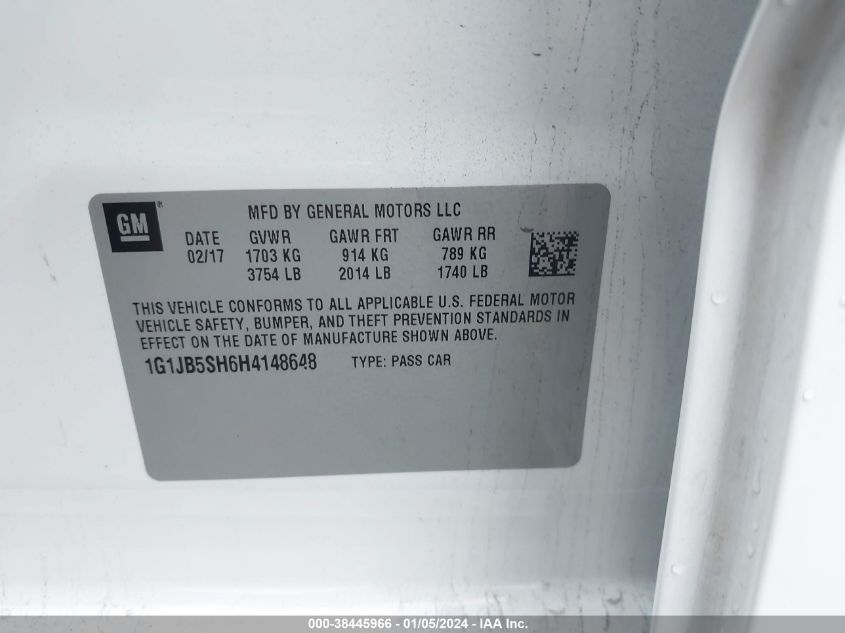 GM®
MFD BY GENERAL MOTORS LLC
DATE GVWR GAWR FRT GAWR RR
02/17 1703 KG 914 KG 789 KG
3754 LB 2014 LB 1740 LB
THIS VEHICLE CONFORMS TO ALL APPLICABLE U.S. FEDERAL MOTOR
VEHICLE SAFETY, BUMPER, AND THEFT PREVENTION STANDARDS IN
EFFECT ON THE DATE OF MANUFACTURE SHOWN ABOVE.
1G1JB5SH6H4148648 TYPE: PASS CAR
000-38445966 - 01/05/2024 - IAA Inc.